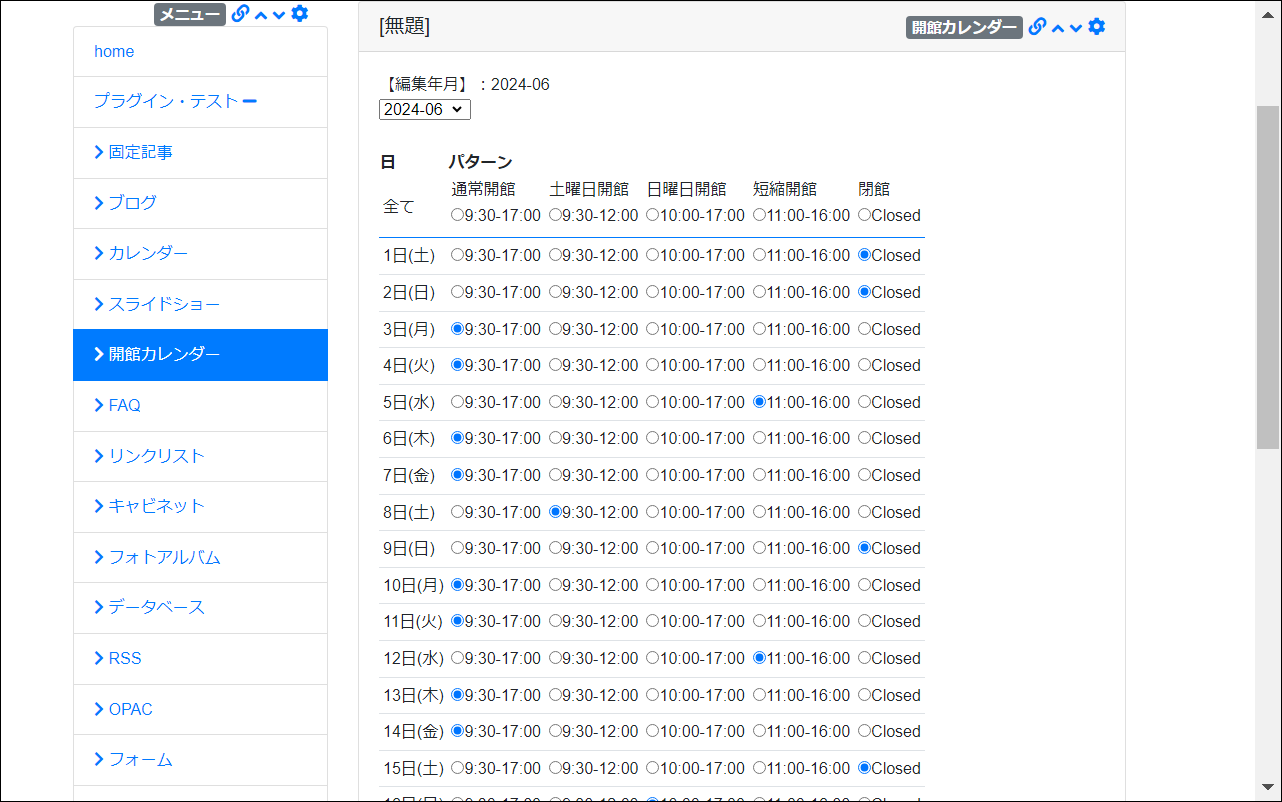 メニュー
home
プラグイン・テスト
固定記事
ブログ
カレンダー
スライドショー
開館カレンダー
FAQ
リンクリスト
キャビネット
フォトアルバム
データベース
RSS
OPAC
フォーム
[無題]
開館カレンダー
【編集年月】：2024-06
2024-06
日 パターン
通常開館 土曜日開館 日曜日開館 短縮開館 閉館
全て 9:30-17:00 9:30-12:00 10:00-17:00 11:00-16:00 Closed
1日(土) 9:30-17:00 9:30-12:00 10:00-17:00 11:00-16:00 Closed
2日(日) 9:30-17:00 9:30-12:00 10:00-17:00 11:00-16:00 Closed
3日(月) 9:30-17:00 9:30-12:00 10:00-17:00 11:00-16:00 Closed
4日(火) 9:30-17:00 9:30-12:00 10:00-17:00 11:00-16:00 Closed
5日(水) 9:30-17:00 9:30-12:00 10:00-17:00 11:00-16:00 Closed
6日(木) 9:30-17:00 9:30-12:00 10:00-17:00 11:00-16:00 Closed
7日(金) 9:30-17:00 9:30-12:00 10:00-17:00 11:00-16:00 Closed
8日(土) 9:30-17:00 9:30-12:00 10:00-17:00 11:00-16:00 Closed
9日(日) 9:30-17:00 9:30-12:00 10:00-17:00 11:00-16:00 Closed
10日(月) 9:30-17:00 9:30-12:00 10:00-17:00 11:00-16:00 Closed
11日(火) 9:30-17:00 9:30-12:00 10:00-17:00 11:00-16:00 Closed
12日(水) 9:30-17:00 9:30-12:00 10:00-17:00 11:00-16:00 Closed
13日(木) 9:30-17:00 9:30-12:00 10:00-17:00 11:00-16:00 Closed
14日(金) 9:30-17:00 9:30-12:00 10:00-17:00 11:00-16:00 Closed
15日(土) 9:30-17:00 9:30-12:00 10:00-17:00 11:00-16:00 Closed